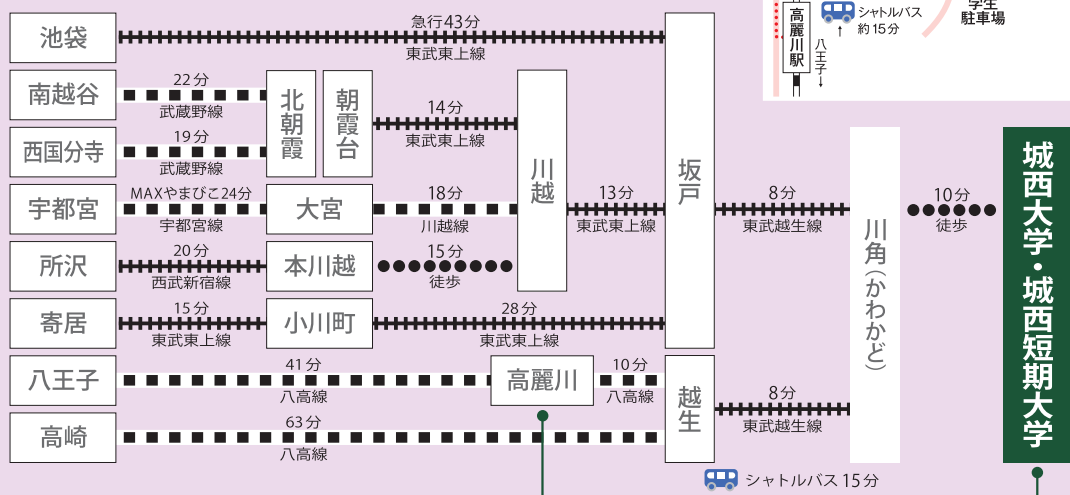 高麗川駅
シャトルバス
約15分
八王子
学生
駐車場
池袋
急行43分
東武東上線
南越谷
22分
武蔵野線
西国分寺
19分
武蔵野線
北朝霞
朝霞台
14分
東武東上線
宇都宮
MAXやまびこ24分
宇都宮線
大宮
18分
川越線
所沢
20分
西武新宿線
本川越
15分
徒歩
川越
13分
東武東上線
寄居
15分
東武東上線
小川町
28分
東武東上線
坂戸
8分
東武越生線
八王子
41分
八高線
高麗川
10分
八高線
高崎
63分
八高線
越生
8分
東武越生線
川角(かわかど)
10分
徒歩
城西大学・城西短期大学
シャトルバス15分